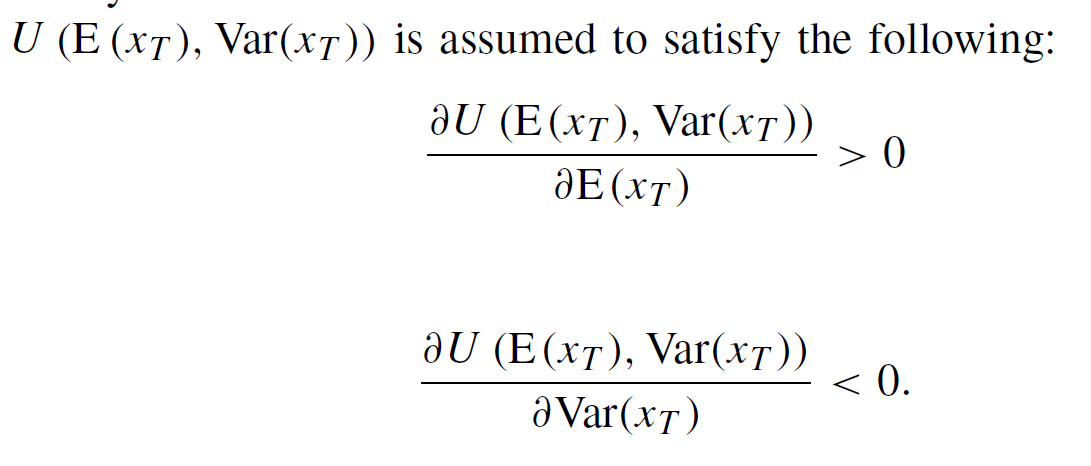 U (E (x_T), Var(x_T)) is assumed to satisfy the following:
∂U (E(x_T), Var(x_T)) / ∂E(x_T) > 0
∂U (E(x_T), Var(x_T)) / ∂Var(x_T) < 0.